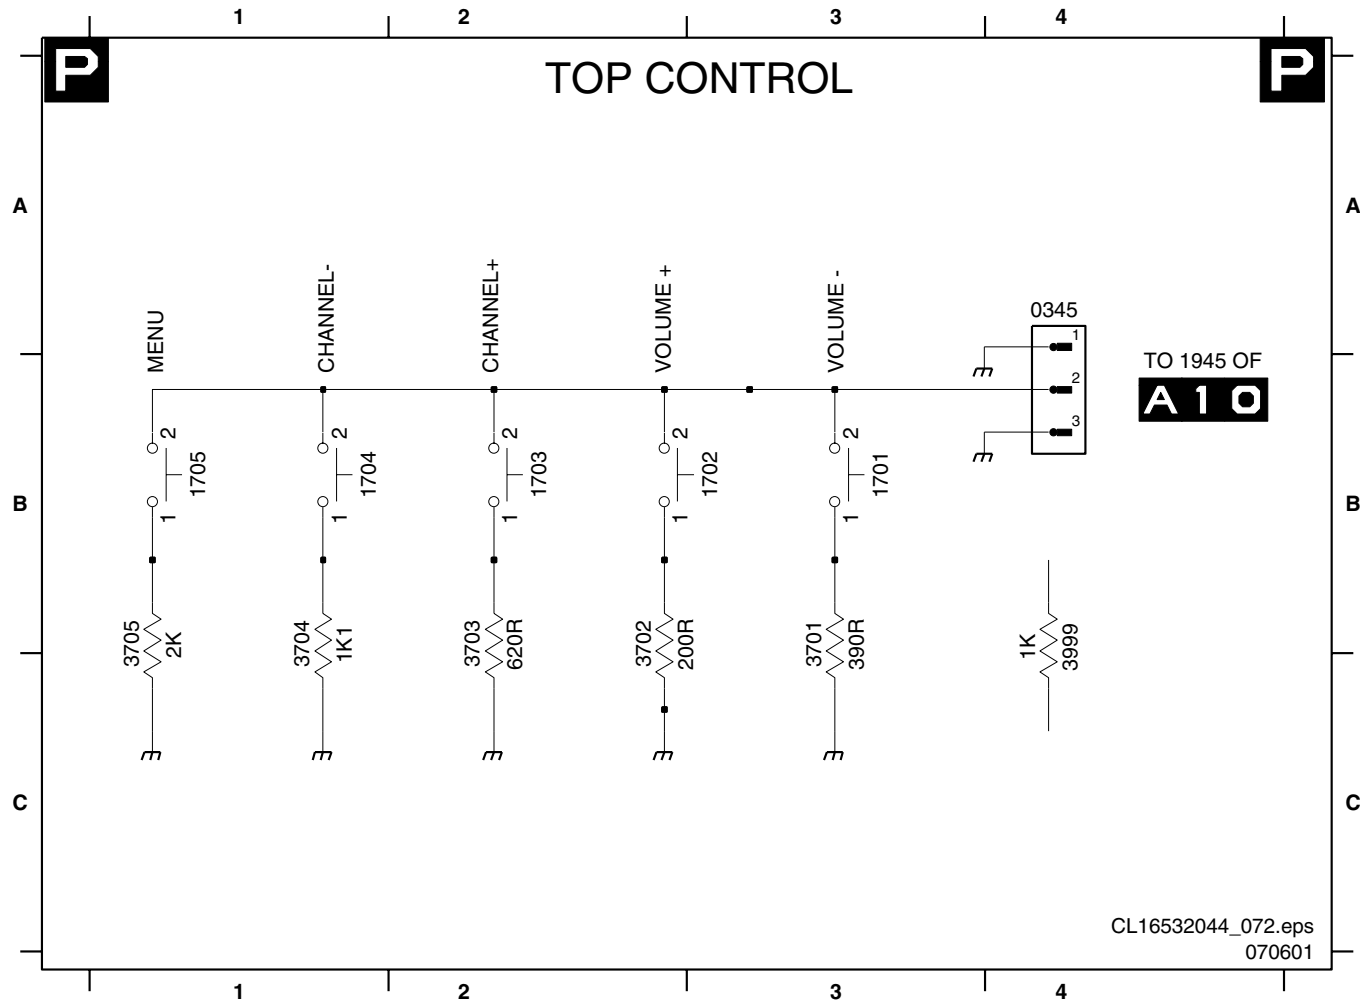 1 2 3 4
P P
TOP CONTROL
A A
MENU
CHANNEL-
CHANNEL+
VOLUME +
VOLUME -
0345
1
2
3
TO 1945 OF
A10
2 2 2 2 2
1705 1704 1703 1702 1701
1 1 1 1 1
B B
3705 2K
3704 1K1
3703 620R
3702 200R
3701 390R
1K 3999
C C
CL16532044_072.eps
070601
1 2 3 4